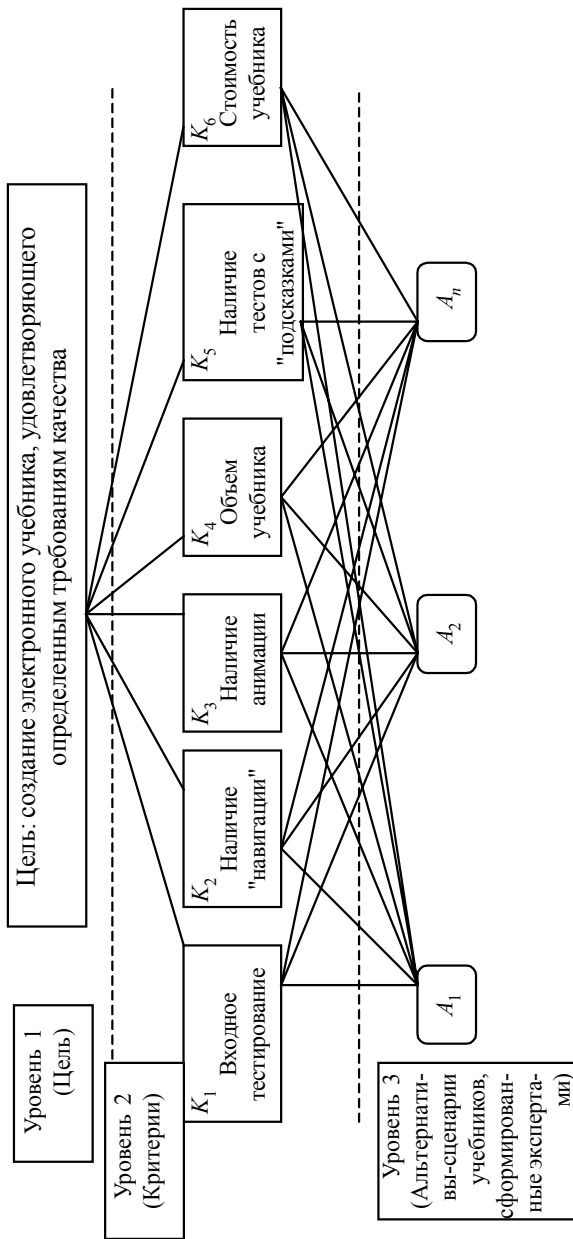 Уровень 1
(Цель)
Цель: создание электронного учебника, удовлетворяющего
определенным требованиям качества
Уровень 2
(Критерии)
K1 Входное
тестирование
K2 Наличие
"навигации"
K3 Наличие
анимации
K4 Объем
учебника
K5 Наличие
тестов с
"подсказками"
K6 Стоимость
учебника
Уровень 3
(Альтернати-
вы-сценарии
учебников,
сформирован-
ные эксперта-
ми)
A1
A2
An